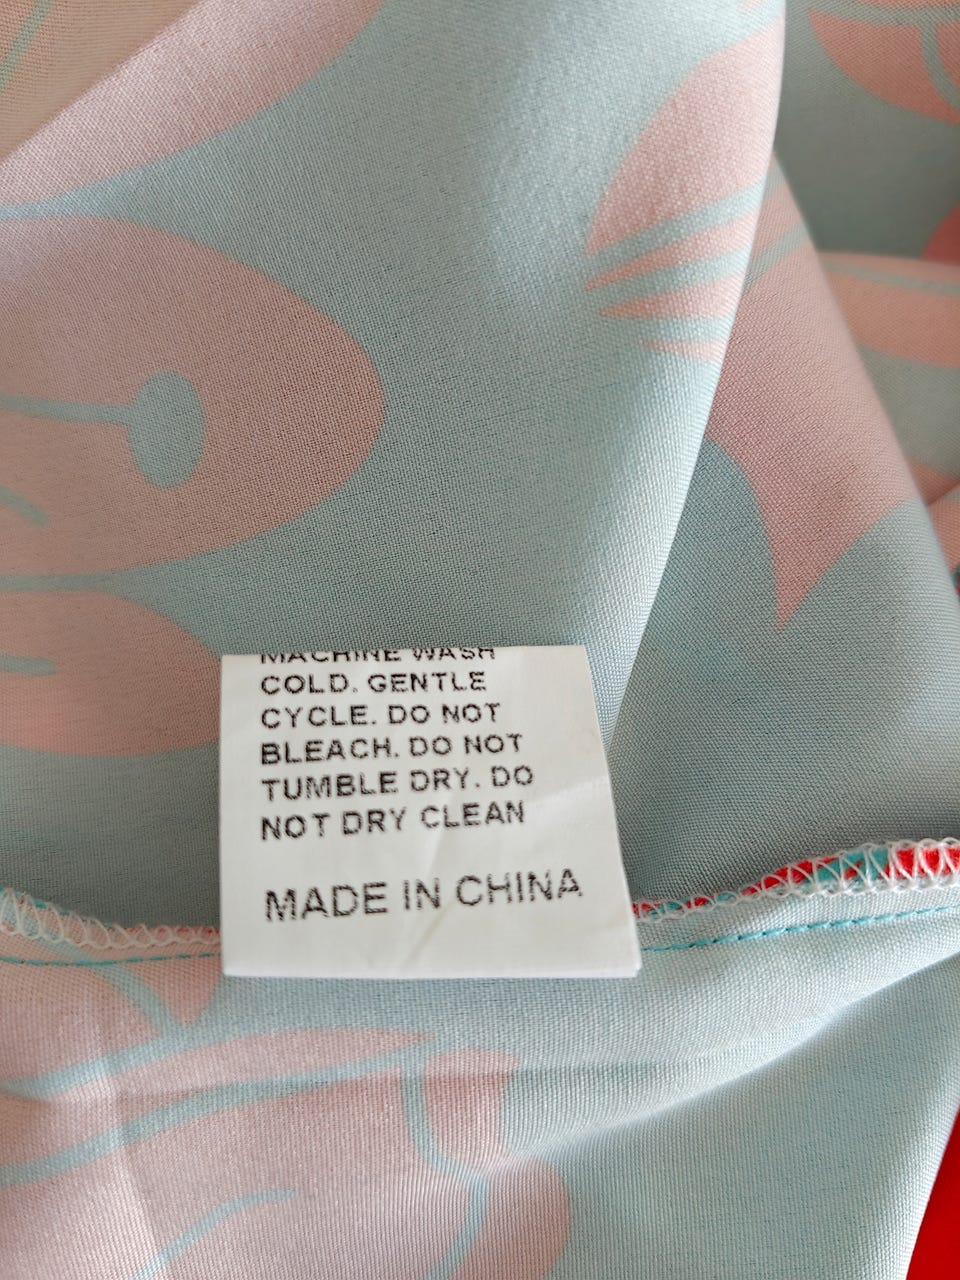 MACHINE WASH
COLD. GENTLE
CYCLE. DO NOT
BLEACH. DO NOT
TUMBLE DRY. DO
NOT DRY CLEAN
MADE IN CHINA